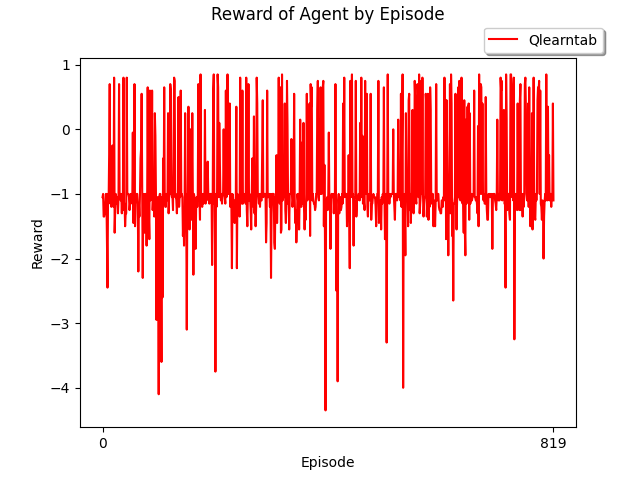 Reward of Agent by Episode
Qlearntab
1
0
−1
−2
−3
−4
Reward
0
819
Episode